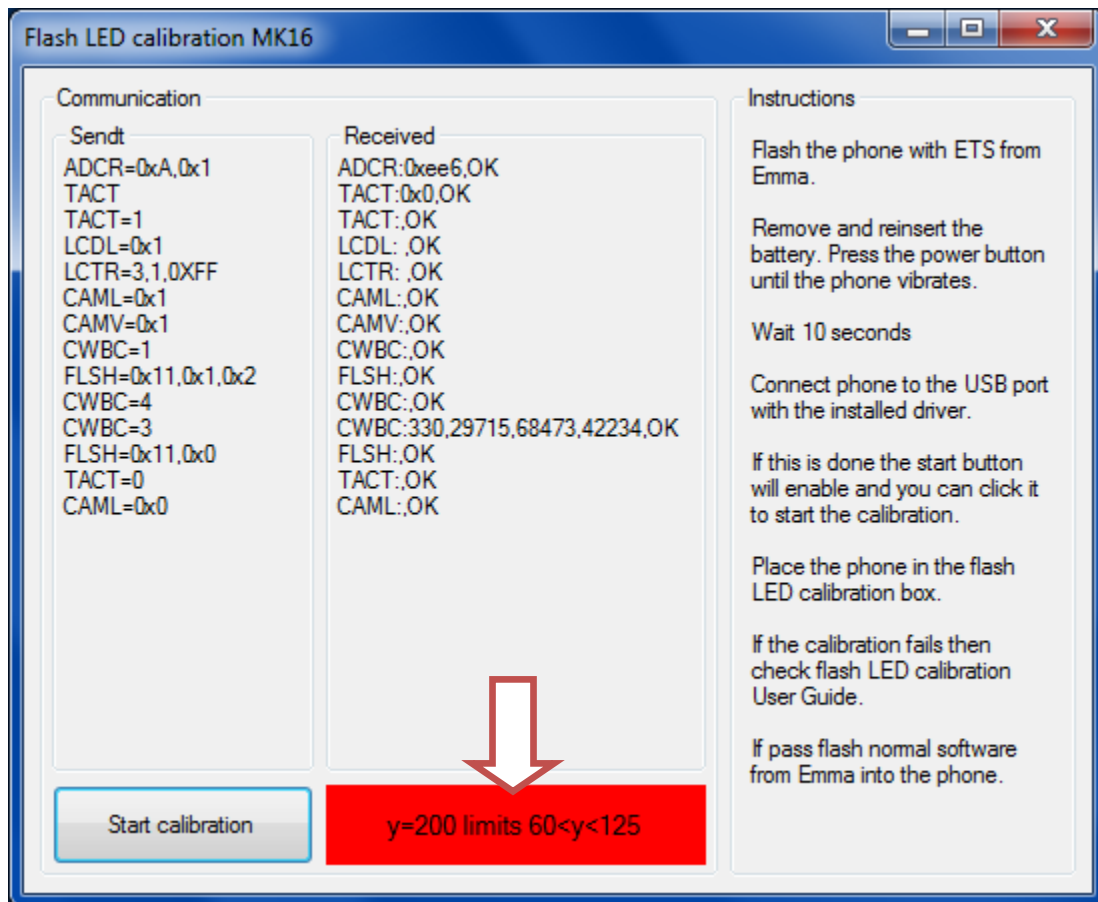 Flash LED calibration MK16
Communication
Sendt
ADCR=0xA,0x1
TACT
TACT=1
LCDL=0x1
LCTR=3,1,0XFF
CAML=0x1
CAMV=0x1
CWBC=1
FLSH=0x11,0x1,0x2
CWBC=4
CWBC=3
FLSH=0x11,0x0
TACT=0
CAML=0x0
Received
ADCR:0xee6,OK
TACT:0x0,OK
TACT:,OK
LCDL: ,OK
LCTR: ,OK
CAML:,OK
CAMV:,OK
CWBC:,OK
FLSH:,OK
CWBC:,OK
CWBC:330,29715,68473,42234,OK
FLSH:,OK
TACT:,OK
CAML:,OK
Start calibration
y=200 limits 60<y<125
Instructions
Flash the phone with ETS from
Emma.
Remove and reinsert the
battery. Press the power button
until the phone vibrates.
Wait 10 seconds
Connect phone to the USB port
with the installed driver.
If this is done the start button
will enable and you can click it
to start the calibration.
Place the phone in the flash
LED calibration box.
If the calibration fails then
check flash LED calibration
User Guide.
If pass flash normal software
from Emma into the phone.